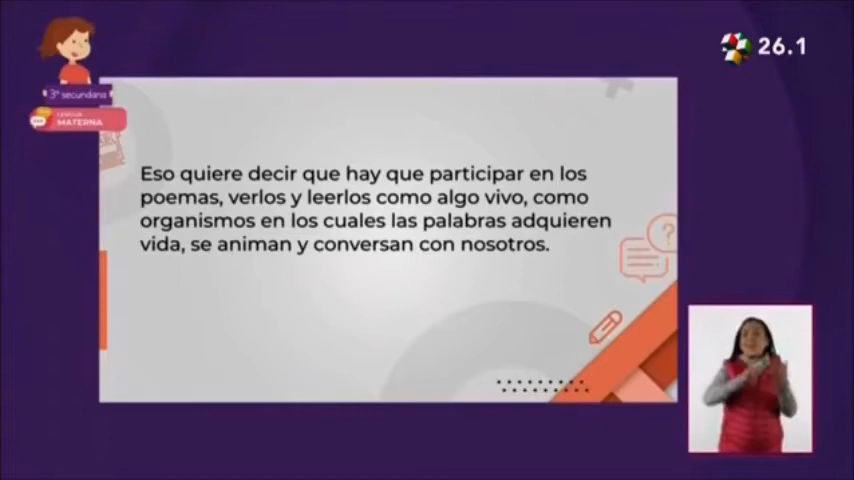 26.1
3° secundaria
LENGUA
MATERNA
Eso quiere decir que hay que participar en los
poemas, verlos y leerlos como algo vivo, como
organismos en los cuales las palabras adquieren
vida, se animan y conversan con nosotros.